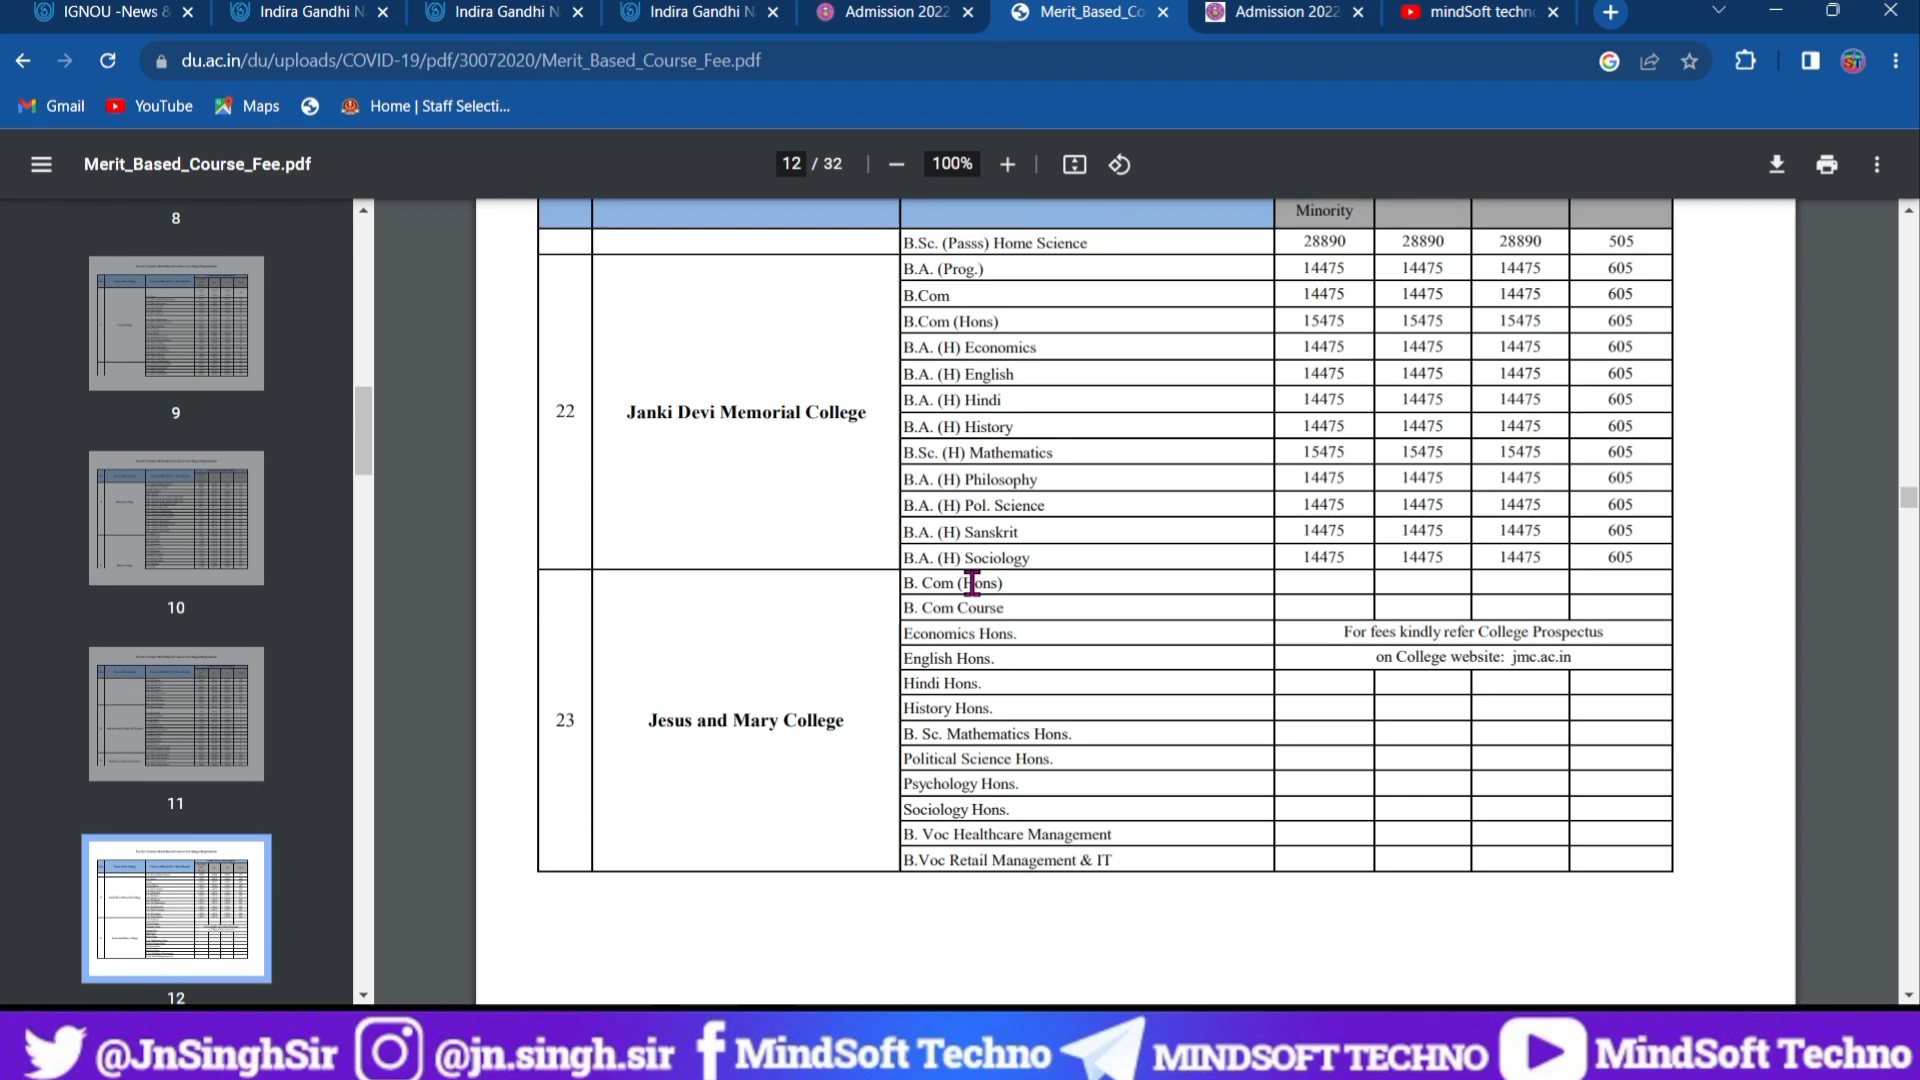 IGNOU -News &
Indira Gandhi N
Indira Gandhi N
Indira Gandhi N
Admission 2022
Merit_Based_Co
Admission 2022
mindSoft techn
du.ac.in/du/uploads/COVID-19/pdf/30072020/Merit_Based_Course_Fee.pdf
Gmail YouTube Maps Home | Staff Selecti...
Merit_Based_Course_Fee.pdf 12 / 32 100%
8
9
10
11
12
Minority
B.Sc. (Passs) Home Science 28890 28890 28890 505
22 Janki Devi Memorial College
B.A. (Prog.) 14475 14475 14475 605
B.Com 14475 14475 14475 605
B.Com (Hons) 15475 15475 15475 605
B.A. (H) Economics 14475 14475 14475 605
B.A. (H) English 14475 14475 14475 605
B.A. (H) Hindi 14475 14475 14475 605
B.A. (H) History 14475 14475 14475 605
B.Sc. (H) Mathematics 15475 15475 15475 605
B.A. (H) Philosophy 14475 14475 14475 605
B.A. (H) Pol. Science 14475 14475 14475 605
B.A. (H) Sanskrit 14475 14475 14475 605
B.A. (H) Sociology 14475 14475 14475 605
23 Jesus and Mary College
B. Com (Hons)
B. Com Course
Economics Hons. For fees kindly refer College Prospectus
English Hons. on College website: jmc.ac.in
Hindi Hons.
History Hons.
B. Sc. Mathematics Hons.
Political Science Hons.
Psychology Hons.
Sociology Hons.
B. Voc Healthcare Management
B.Voc Retail Management & IT
@JnSinghSir @jn.singh.sir MindSoft Techno MINDSOFT TECHNO MindSoft Techno